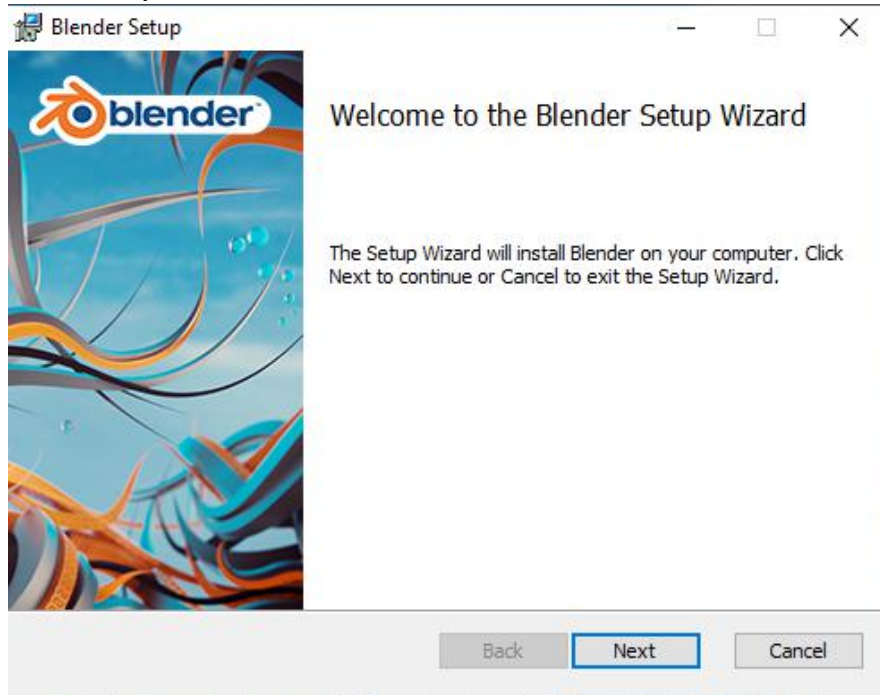 Blender Setup
blender
Welcome to the Blender Setup Wizard
The Setup Wizard will install Blender on your computer. Click
Next to continue or Cancel to exit the Setup Wizard.
Back
Next
Cancel